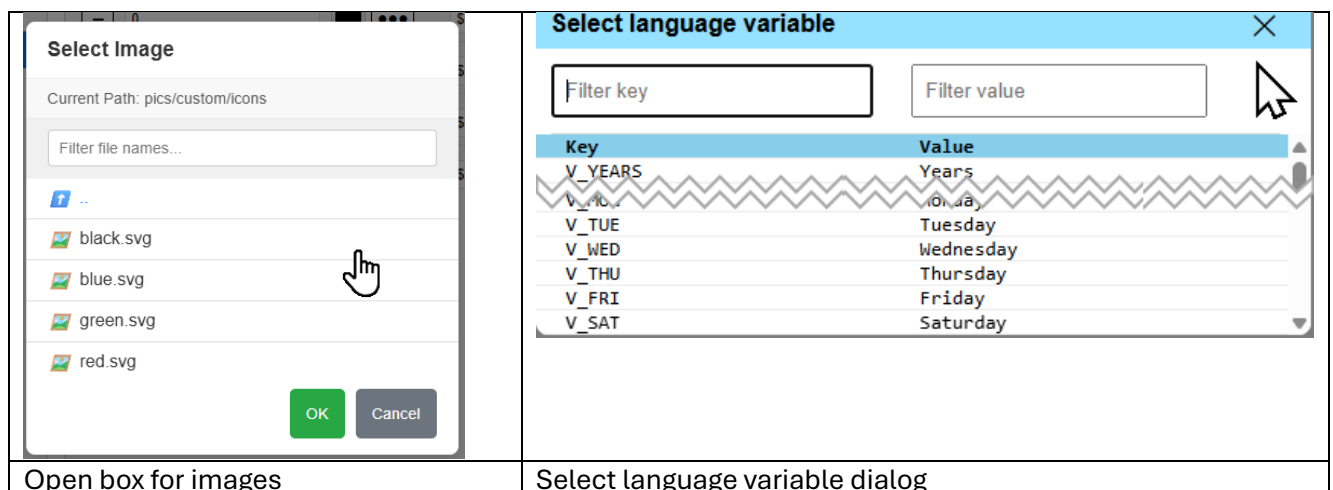 Select Image
Current Path: pics/custom/icons
Filter file names...
..
black.svg
blue.svg
green.svg
red.svg
OK Cancel
Open box for images
Select language variable
Filter key Filter value
Key Value
V_YEARS Years
V_TUE Tuesday
V_WED Wednesday
V_THU Thursday
V_FRI Friday
V_SAT Saturday
Select language variable dialog